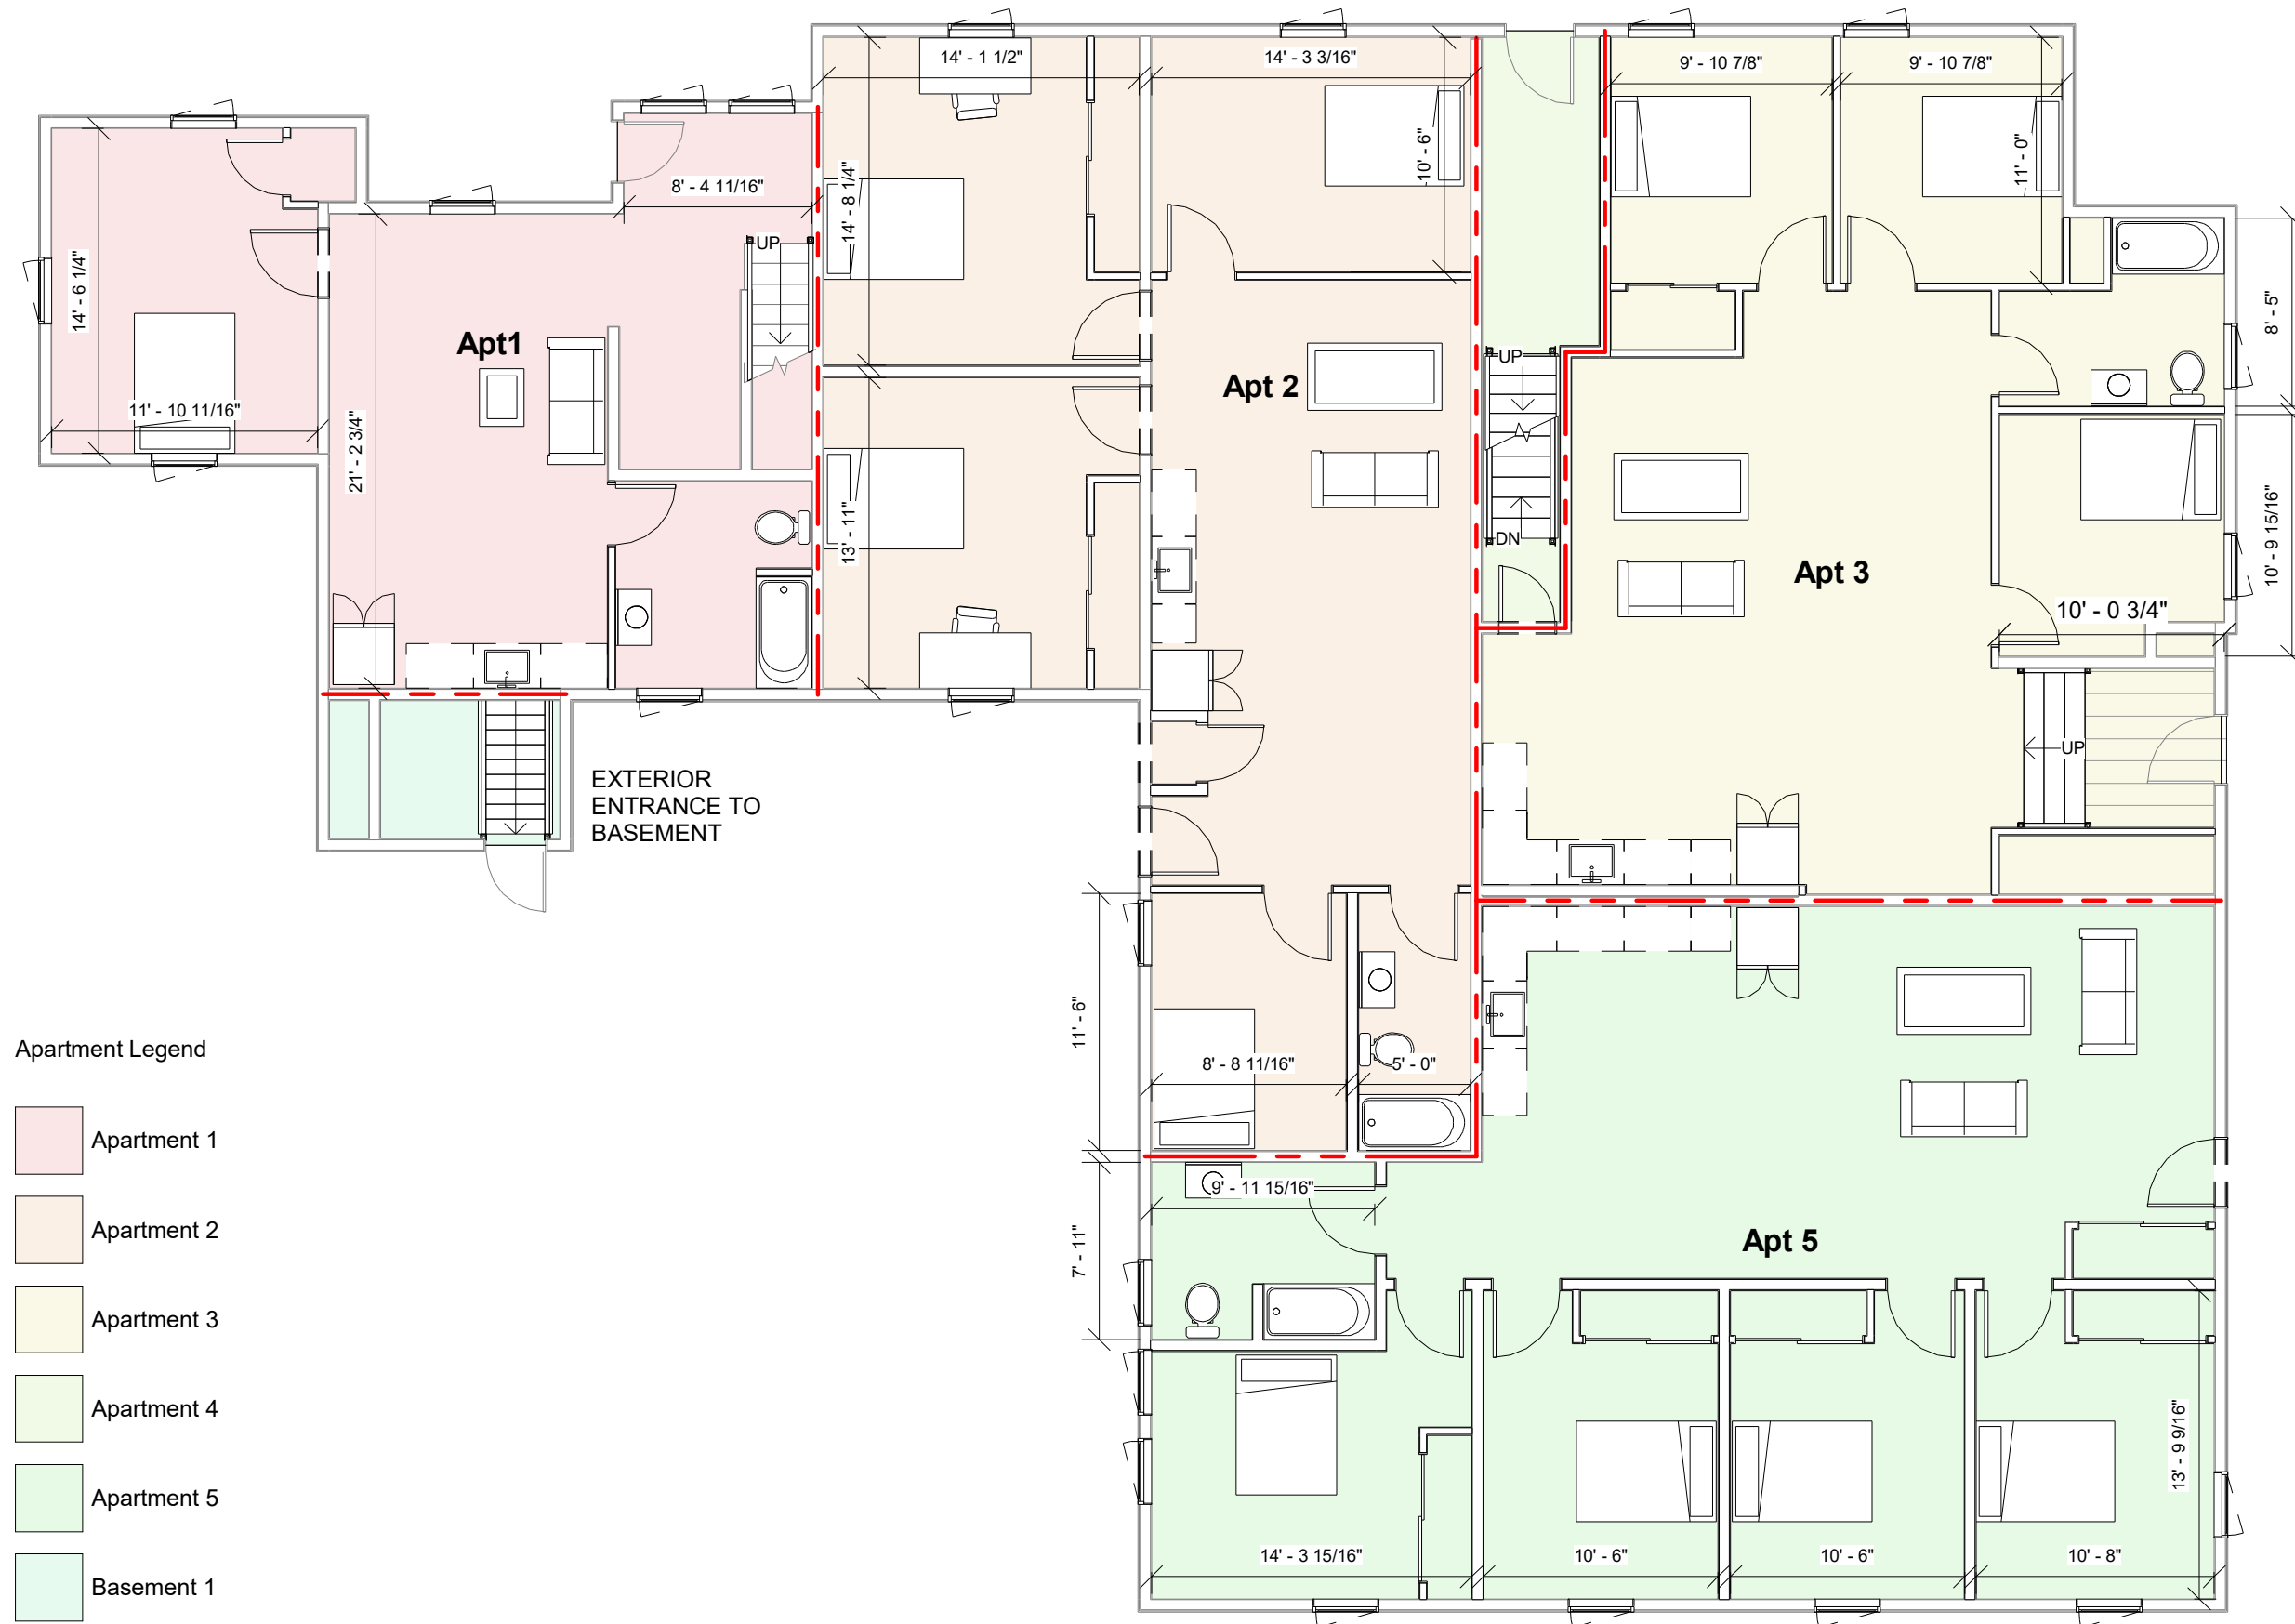 14' - 1 1/2"
14' - 3 3/16"
9' - 10 7/8"
9' - 10 7/8"
10' - 6"
11' - 0"
8' - 4 11/16"
14' - 8 1/4"
UP
14' - 6 1/4"
8' - 5"
Apt1
UP
Apt 2
11' - 10 11/16"
21' - 2 3/4"
13' - 11"
DN
10' - 9 15/16"
Apt 3
10' - 0 3/4"
UP
EXTERIOR
ENTRANCE TO
BASEMENT
11' - 6"
8' - 8 11/16"
5' - 0"
9' - 11 15/16"
7' - 11"
Apt 5
13' - 9 9/16"
14' - 3 15/16"
10' - 6"
10' - 6"
10' - 8"
Apartment Legend
Apartment 1
Apartment 2
Apartment 3
Apartment 4
Apartment 5
Basement 1